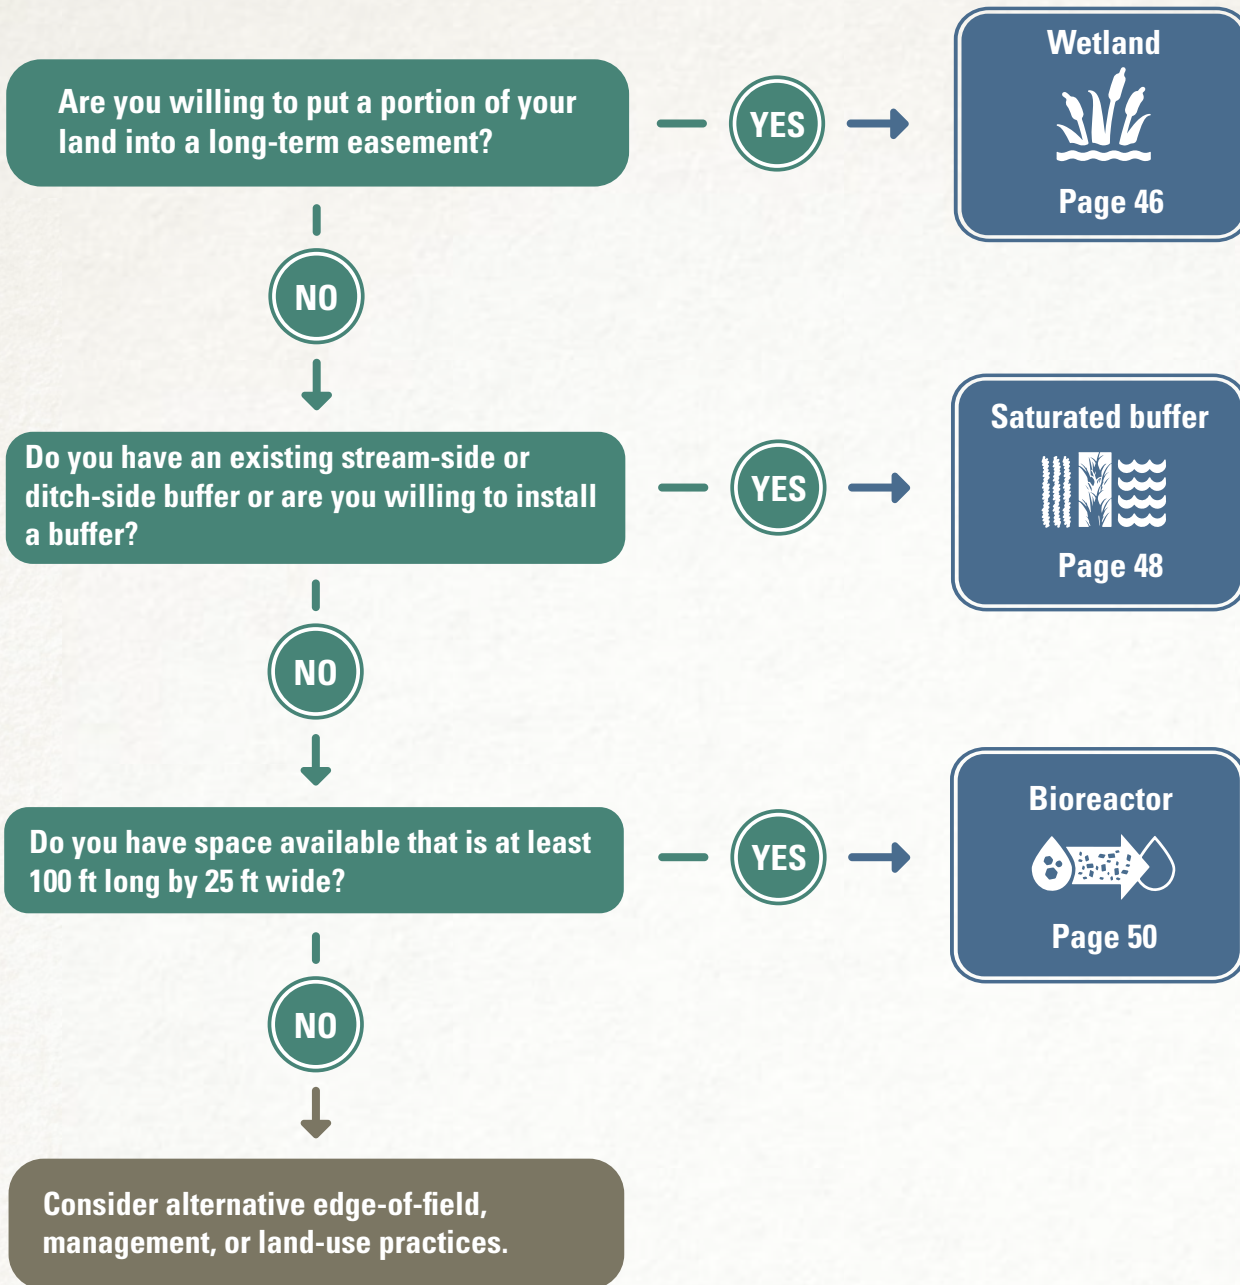 Are you willing to put a portion of your
land into a long-term easement?
YES
Wetland
Page 46
NO
Do you have an existing stream-side or
ditch-side buffer or are you willing to install
a buffer?
YES
Saturated buffer
Page 48
NO
Do you have space available that is at least
100 ft long by 25 ft wide?
YES
Bioreactor
Page 50
NO
Consider alternative edge-of-field,
management, or land-use practices.